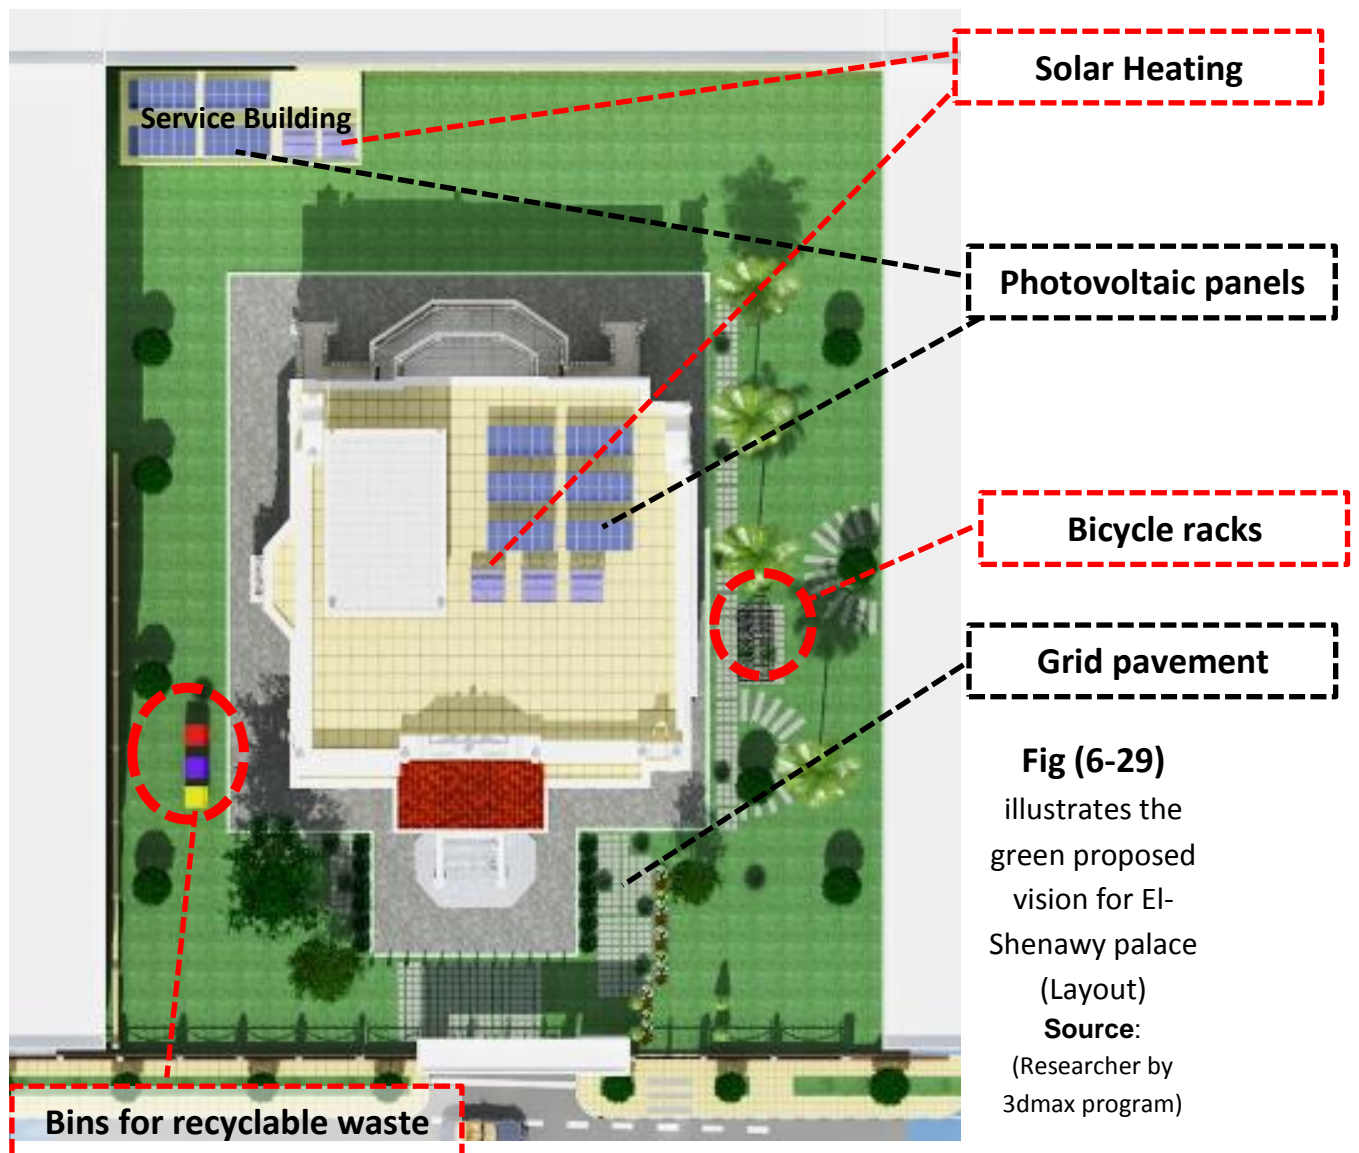 Solar Heating
Service Building
Photovoltaic panels
Bicycle racks
Grid pavement
Fig (6-29)
illustrates the
green proposed
vision for El-
Shenawy palace
(Layout)
Source:
(Researcher by
3dmax program)
Bins for recyclable waste